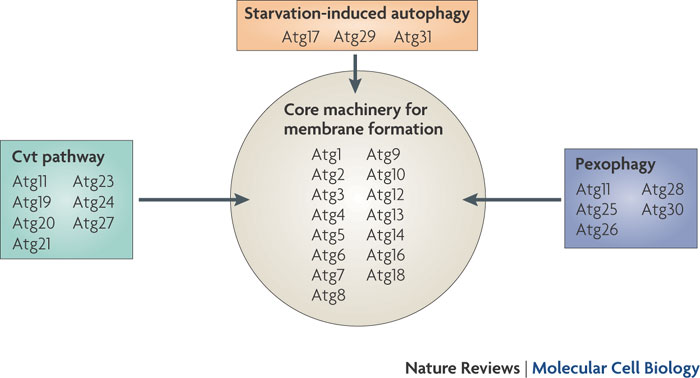 Starvation-induced autophagy
Atg17 Atg29 Atg31
Core machinery for
membrane formation
Atg1 Atg9
Atg2 Atg10
Atg3 Atg12
Atg4 Atg13
Atg5 Atg14
Atg6 Atg16
Atg7 Atg18
Atg8
Cvt pathway
Atg11 Atg23
Atg19 Atg24
Atg20 Atg27
Atg21
Pexophagy
Atg11 Atg28
Atg25 Atg30
Atg26
Nature Reviews | Molecular Cell Biology